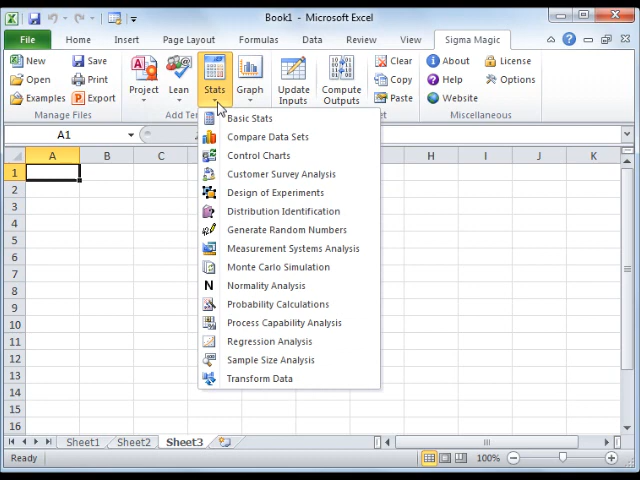 Book1 - Microsoft Excel
File Home Insert Page Layout Formulas Data Review View Sigma Magic
New Save Project Lean Stats Graph Update Inputs Compute Outputs Clear About License
Open Print Copy Help Options
Examples Export Paste Website
Manage Files Add Te Miscellaneous
A1
A B C H I J K
1
2
3
4
5
6
7
8
9
10
11
12
13
14
15
16
Basic Stats
Compare Data Sets
Control Charts
Customer Survey Analysis
Design of Experiments
Distribution Identification
Generate Random Numbers
Measurement Systems Analysis
Monte Carlo Simulation
N Normality Analysis
Probability Calculations
Process Capability Analysis
Regression Analysis
Sample Size Analysis
Transform Data
Sheet1 Sheet2 Sheet3
Ready 100%